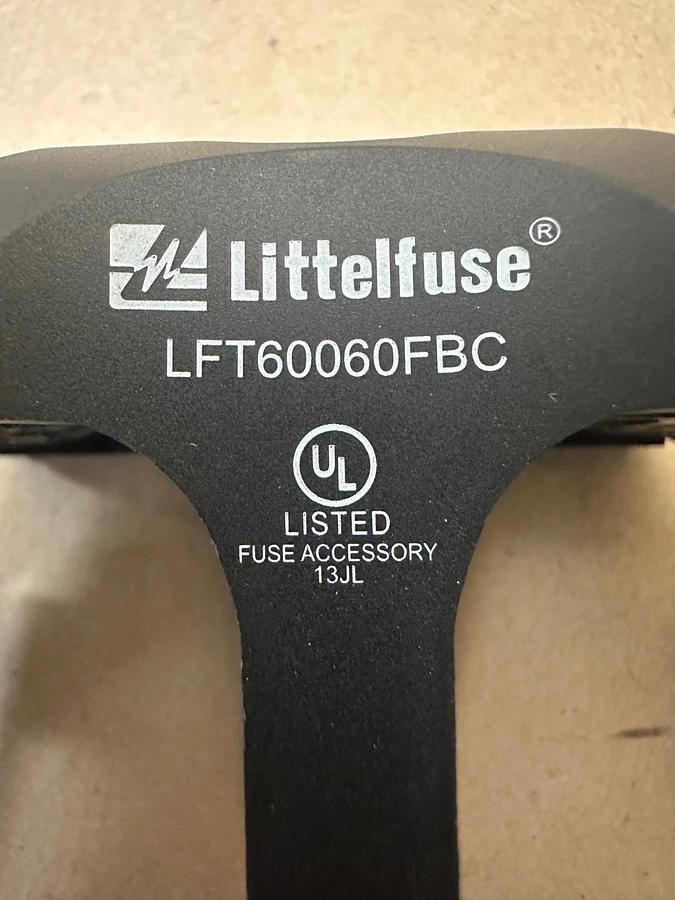 Littelfuse®
LFT60060FBC
UL
LISTED
FUSE ACCESSORY
13JL